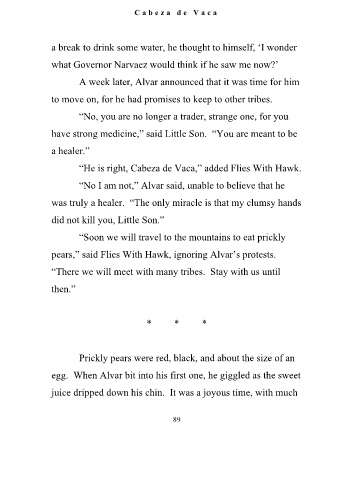 Cabeza de Vaca
a break to drink some water, he thought to himself, ‘I wonder
what Governor Narvaez would think if he saw me now?’
A week later, Alvar announced that it was time for him
to move on, for he had promises to keep to other tribes.
“No, you are no longer a trader, strange one, for you
have strong medicine,” said Little Son.  “You are meant to be
a healer.”
“He is right, Cabeza de Vaca,” added Flies With Hawk.
“No I am not,” Alvar said, unable to believe that he
was truly a healer.  “The only miracle is that my clumsy hands
did not kill you, Little Son.”
“Soon we will travel to the mountains to eat prickly
pears,” said Flies With Hawk, ignoring Alvar’s protests.
“There we will meet with many tribes.  Stay with us until
then.”
* * *
Prickly pears were red, black, and about the size of an
egg.  When Alvar bit into his first one, he giggled as the sweet
juice dripped down his chin.  It was a joyous time, with much
89